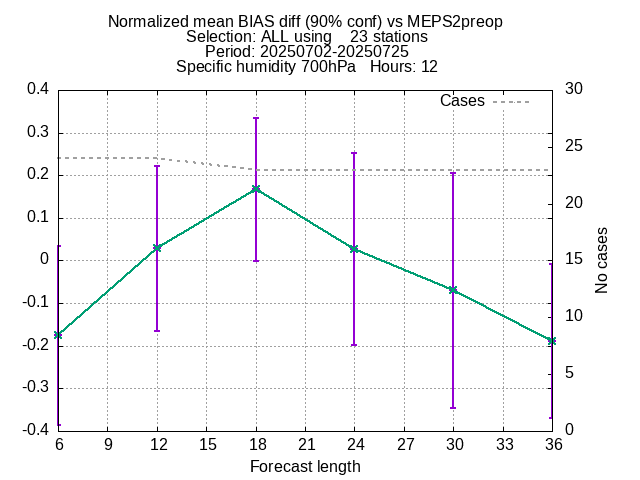 Normalized mean BIAS diff (90% conf) vs MEPS2preop
Selection: ALL using    23 stations
Period: 20250702-20250725
Specific humidity 700hPa   Hours: 12
Cases
0.4
0.3
0.2
0.1
0
-0.1
-0.2
-0.3
-0.4
30
25
20
15
10
5
0
No cases
6 9 12 15 18 21 24 27 30 33 36
Forecast length